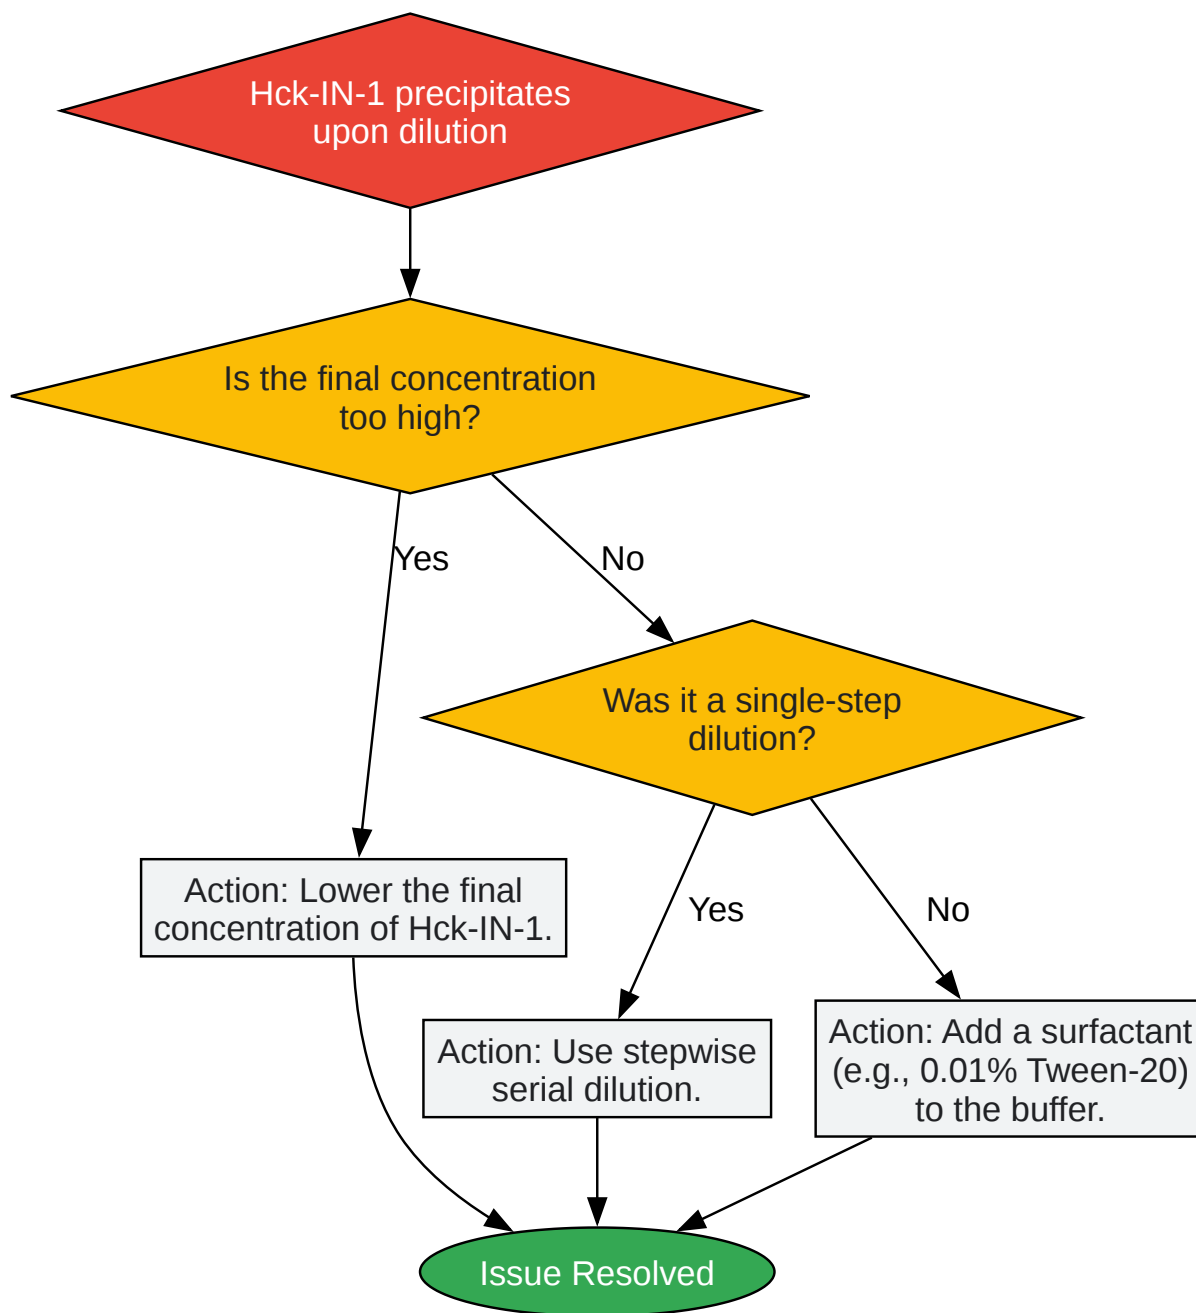 Hck-IN-1 precipitates
upon dilution
Is the final concentration
too high?
Yes
No
Was it a single-step
dilution?
Action: Lower the final
concentration of Hck-IN-1.
Yes
No
Action: Use stepwise
serial dilution.
Action: Add a surfactant
(e.g., 0.01% Tween-20)
to the buffer.
Issue Resolved